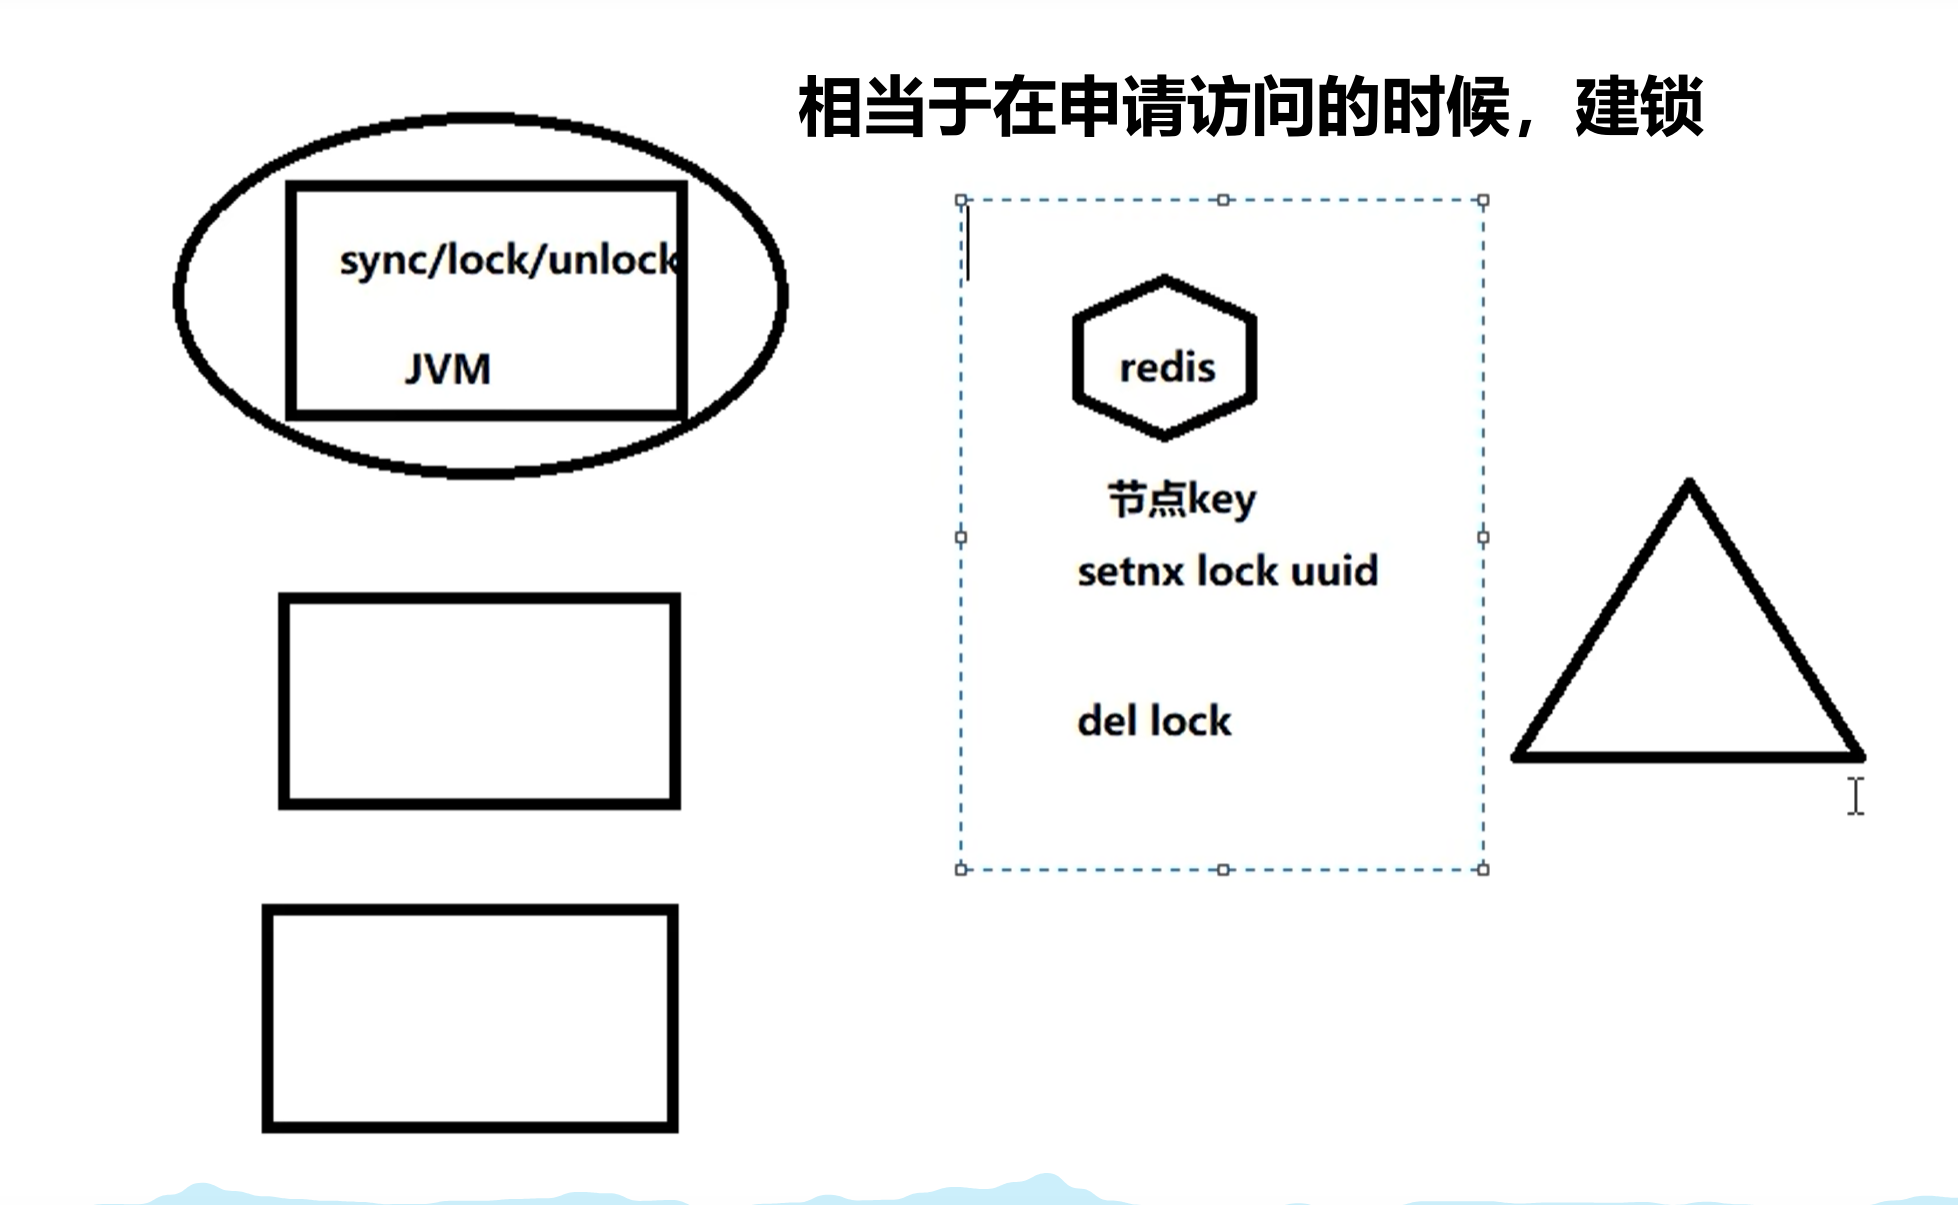 相当于在申请访问的时候，建锁
sync/lock/unlock
JVM
redis
节点key
setnx lock uuid
del lock